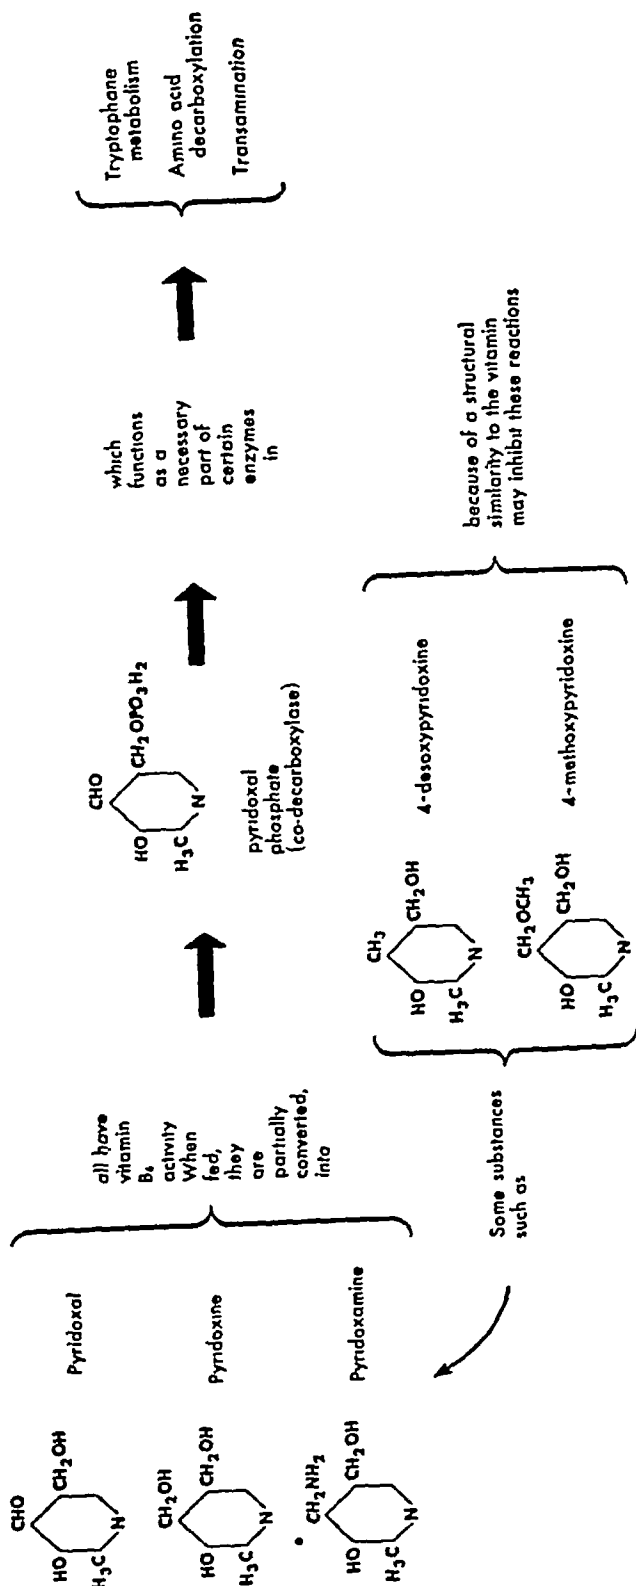 CHO
HO
CH2OH
H3C
N
Pyridoxal
CH2OH
HO
CH2OH
H3C
N
Pyridoxine
CH2NH2
HO
CH2OH
H3C
N
Pyridoxamine
all have
vitamin
B6
activity
When
fed,
they
are
partially
converted,
into
CHO
HO
CH2OPO3H2
H3C
N
pyridoxal
phosphate
(co-decarboxylase)
which
functions
as a
necessary
part of
certain
enzymes
in
Tryptophane
metabolism
Amino acid
decarboxylation
Transamination
Some substances
such as
CH3
HO
CH2OH
H3C
N
4-desoxypyridoxine
CH2OCH3
HO
CH2OH
H3C
N
4-methoxypyridoxine
because of a structural
similarity to the vitamin
may inhibit these reactions